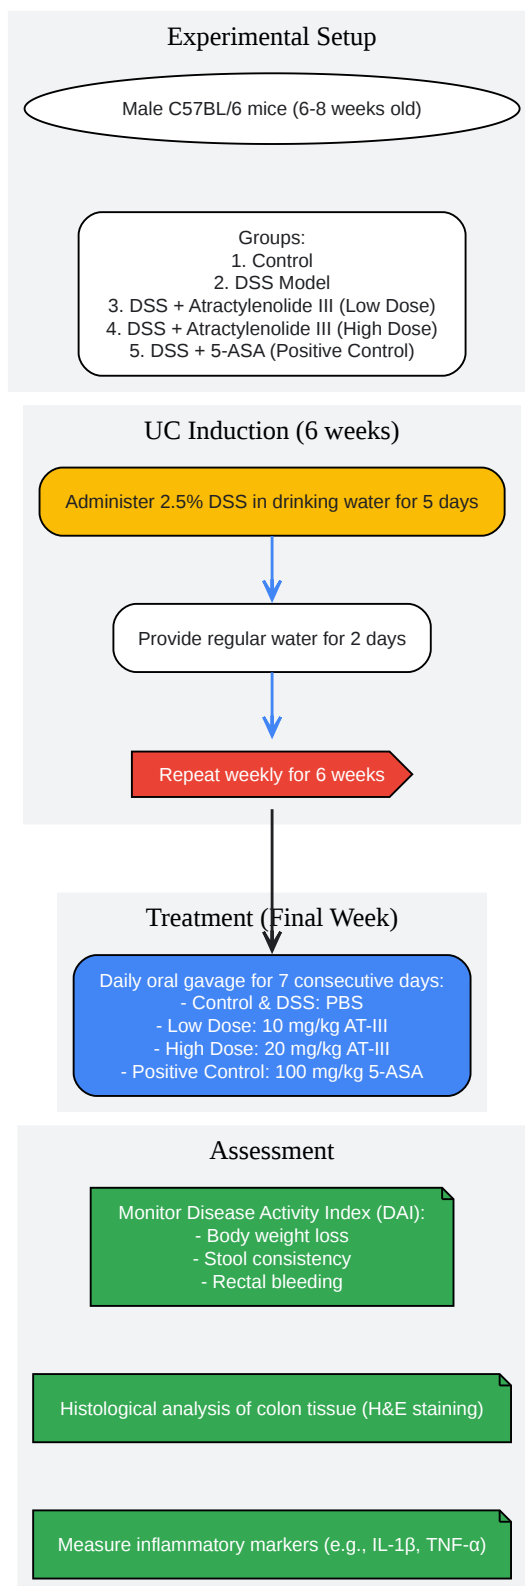 Experimental Setup
Male C57BL/6 mice (6-8 weeks old)
Groups:
1. Control
2. DSS Model
3. DSS + Atractylenolide III (Low Dose)
4. DSS + Atractylenolide III (High Dose)
5. DSS + 5-ASA (Positive Control)
UC Induction (6 weeks)
Administer 2.5% DSS in drinking water for 5 days
Provide regular water for 2 days
Repeat weekly for 6 weeks
Treatment (Final Week)
Daily oral gavage for 7 consecutive days:
- Control & DSS: PBS
- Low Dose: 10 mg/kg AT-III
- High Dose: 20 mg/kg AT-III
- Positive Control: 100 mg/kg 5-ASA
Assessment
Monitor Disease Activity Index (DAI):
- Body weight loss
- Stool consistency
- Rectal bleeding
Histological analysis of colon tissue (H&E staining)
Measure inflammatory markers (e.g., IL-1β, TNF-α)